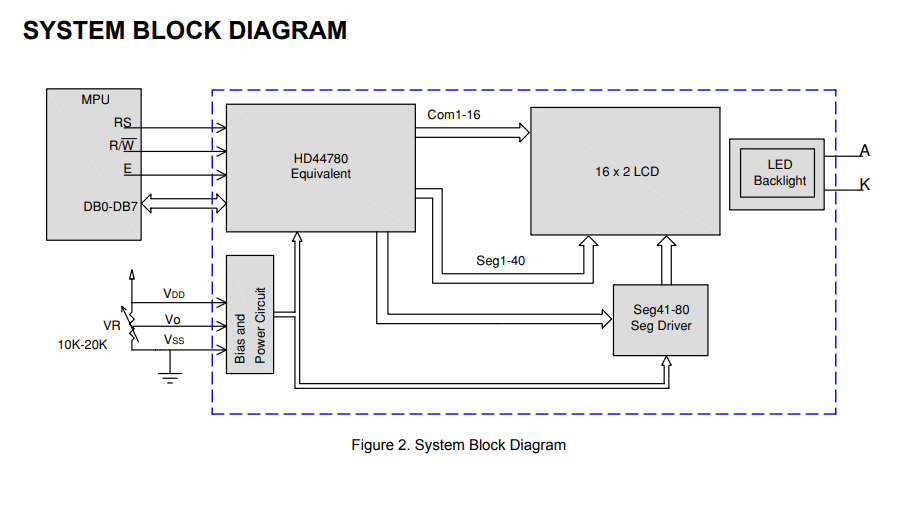 SYSTEM BLOCK DIAGRAM
MPU
RS
R/W̅
E
DB0-DB7
HD44780
Equivalent
Com1-16
16 x 2 LCD
LED
Backlight
A
K
Seg1-40
Seg41-80
Seg Driver
VDD
Vo
VSS
VR
10K-20K
Bias and
Power Circuit
Figure 2. System Block Diagram